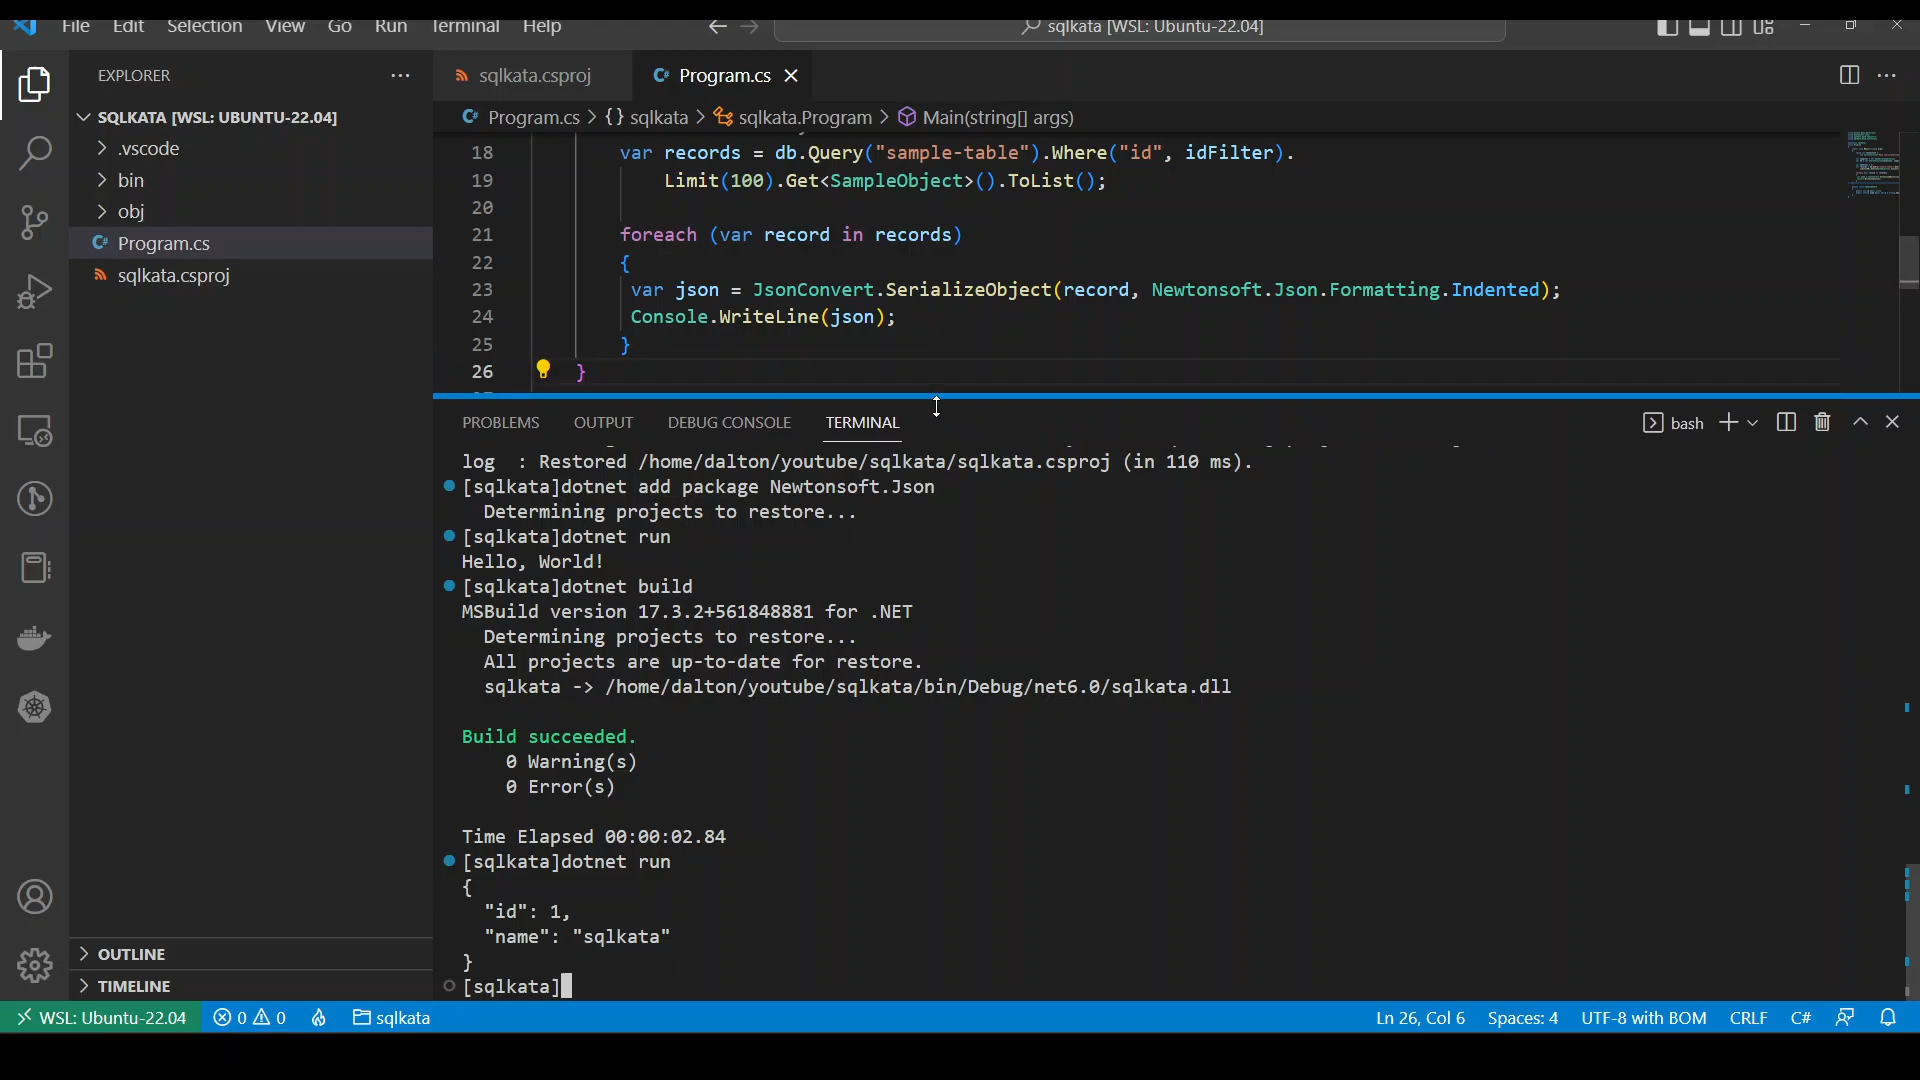 File Edit Selection View Go Run Terminal Help
sqlkata [WSL: Ubuntu-22.04]
EXPLORER
SQLKATA [WSL: UBUNTU-22.04]
.vscode
bin
obj
Program.cs
sqlkata.csproj
OUTLINE
TIMELINE
sqlkata.csproj
Program.cs
Program.cs > {} sqlkata > sqlkata.Program > Main(string[] args)
18 var records = db.Query("sample-table").Where("id", idFilter).
19 Limit(100).Get<SampleObject>().ToList();
20
21 foreach (var record in records)
22 {
23 var json = JsonConvert.SerializeObject(record, Newtonsoft.Json.Formatting.Indented);
24 Console.WriteLine(json);
25 }
26 }
PROBLEMS OUTPUT DEBUG CONSOLE TERMINAL
bash
log : Restored /home/dalton/youtube/sqlkata/sqlkata.csproj (in 110 ms).
[sqlkata]dotnet add package Newtonsoft.Json
Determining projects to restore...
[sqlkata]dotnet run
Hello, World!
[sqlkata]dotnet build
MSBuild version 17.3.2+561848881 for .NET
Determining projects to restore...
All projects are up-to-date for restore.
sqlkata -> /home/dalton/youtube/sqlkata/bin/Debug/net6.0/sqlkata.dll
Build succeeded.
0 Warning(s)
0 Error(s)
Time Elapsed 00:00:02.84
[sqlkata]dotnet run
{
"id": 1,
"name": "sqlkata"
}
[sqlkata]
WSL: Ubuntu-22.04 0 0 sqlkata Ln 26, Col 6 Spaces: 4 UTF-8 with BOM CRLF C#